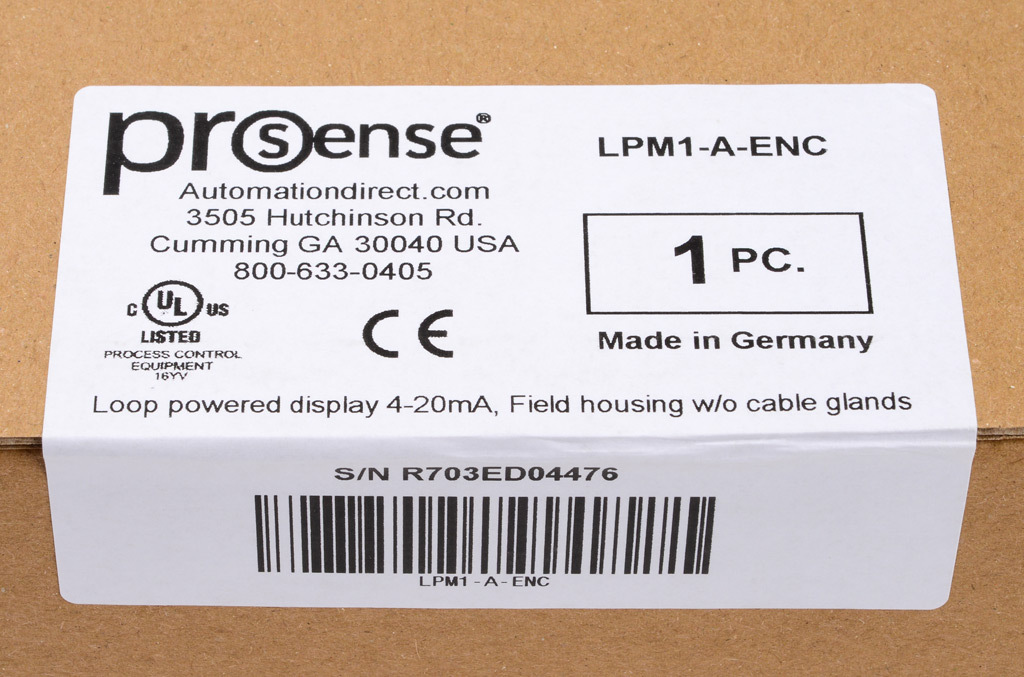 prosense®
Automationdirect.com
3505 Hutchinson Rd.
Cumming GA 30040 USA
800-633-0405
C UL US
LISTED
PROCESS CONTROL
EQUIPMENT
16YV
CE
LPM1-A-ENC
1 PC.
Made in Germany
Loop powered display 4-20mA, Field housing w/o cable glands
S/N R703ED04476
LPM1-A-ENC